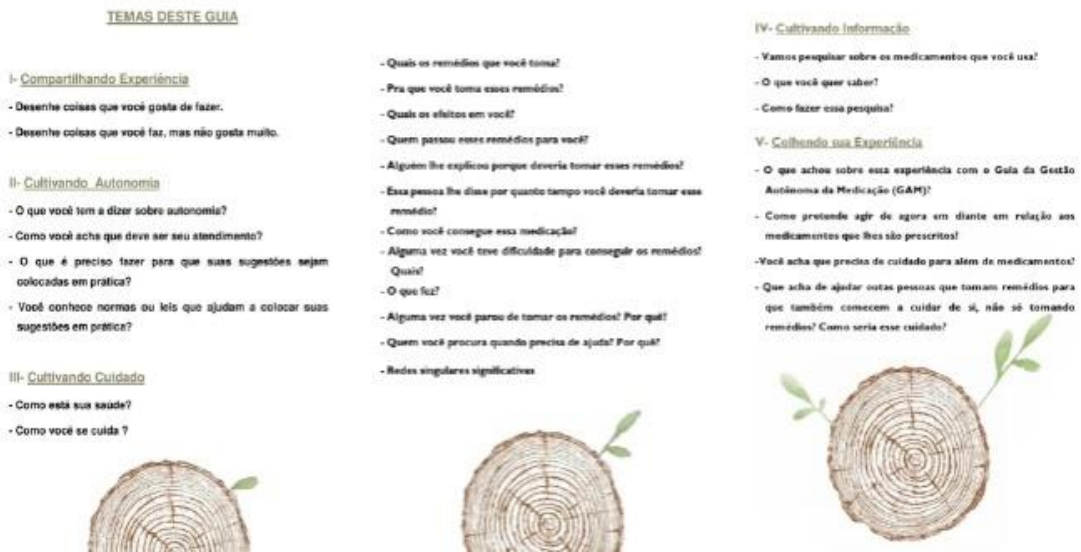 TEMAS DESTE GUIA
I- Compartilhando Experiência
- Desenhe coisas que você gosta de fazer.
- Desenhe coisas que você faz, mas não gosta muito.
II- Cultivando Autonomia
- O que você tem a dizer sobre autonomia?
- Como você acha que deve ser seu atendimento?
- O que é preciso fazer para que suas sugestões sejam
colocadas em prática?
- Você conhece normas ou leis que ajudam a colocar suas
sugestões em prática?
III- Cultivando Cuidado
- Como está sua saúde?
- Como você se cuida ?
- Quais os remédios que você toma?
- Pra que você toma esses remédios?
- Quais os efeitos em você?
- Quem passou esses remédios para você?
- Alguém lhe explicou porque deveria tomar esses remédios?
- Essa pessoa lhe disse por quanto tempo você deveria tomar esse
remédio?
- Como você consegue essa medicação?
- Alguma vez você teve dificuldade para conseguir os remédios?
Quais?
- O que fez?
- Alguma vez você parou de tomar os remédios? Por quê?
- Quem você procura quando precisa de ajuda? Por quê?
- Redes singulares significativas
IV- Cultivando Informação
- Vamos pesquisar sobre os medicamentos que você usa?
- O que você quer saber?
- Como fazer essa pesquisa?
V- Colhendo sua Experiência
- O que achou sobre essa experiência com o Guia da Gestão
Autônoma da Medicação (GAM)?
- Como pretende agir de agora em diante em relação aos
medicamentos que lhes são prescritos?
-Você acha que precisa de cuidado para além de medicamentos?
- Que acha de ajudar outas pessoas que tomam remédios para
que também comecem a cuidar de si, não só tomando
remédios? Como seria esse cuidado?